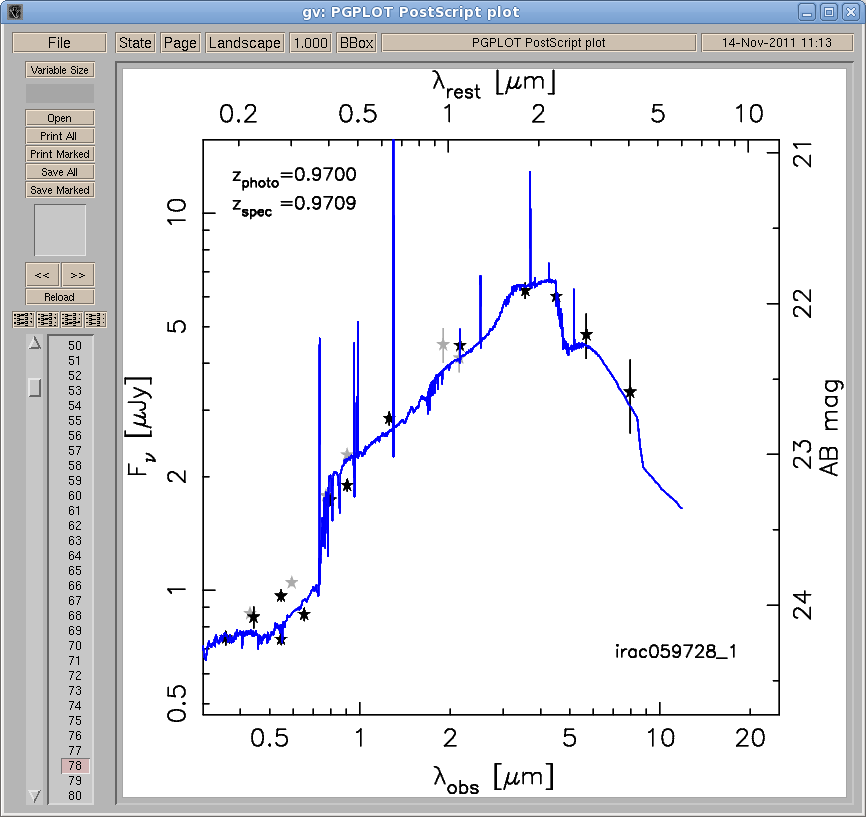 gv: PGPLOT PostScript plot
File State Page Landscape 1.000 BBox PGPLOT PostScript plot 14-Nov-2011 11:13
Variable Size
Open
Print All
Print Marked
Save All
Save Marked
<< >>
Reload
50
51
52
53
54
55
56
57
58
59
60
61
62
63
64
65
66
67
68
69
70
71
72
73
74
75
76
77
78
79
80
λrest [μm]
0.2 0.5 1 2 5 10
zphoto=0.9700
zspec =0.9709
Fν [μJy]
10
5
2
1
0.5
21
22
23
24
AB mag
irac059728_1
0.5 1 2 5 10 20
λobs [μm]